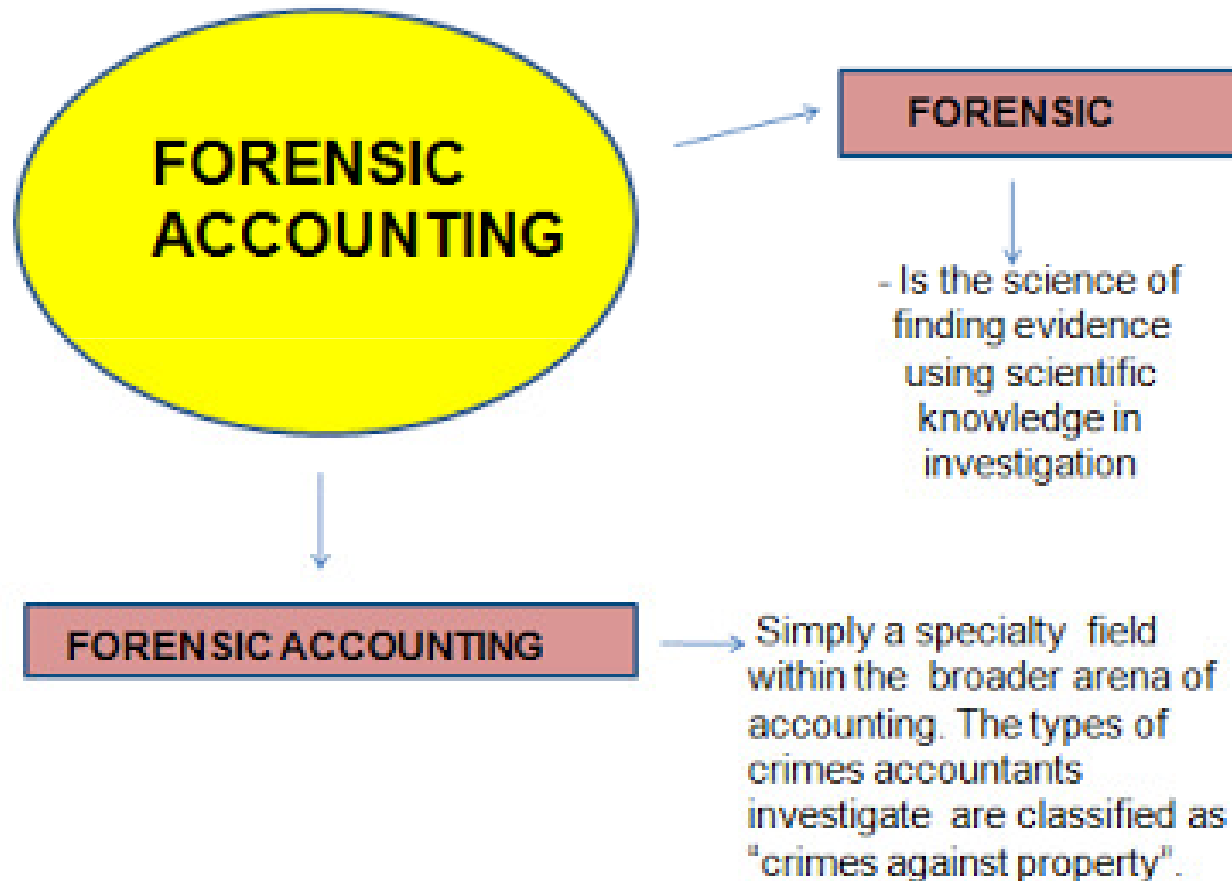 FORENSIC
ACCOUNTING
FORENSIC
- Is the science of
finding evidence
using scientific
knowledge in
investigation
FORENSIC ACCOUNTING
Simply a specialty field
within the broader arena of
accounting. The types of
crimes accountants
investigate are classified as
"crimes against property".